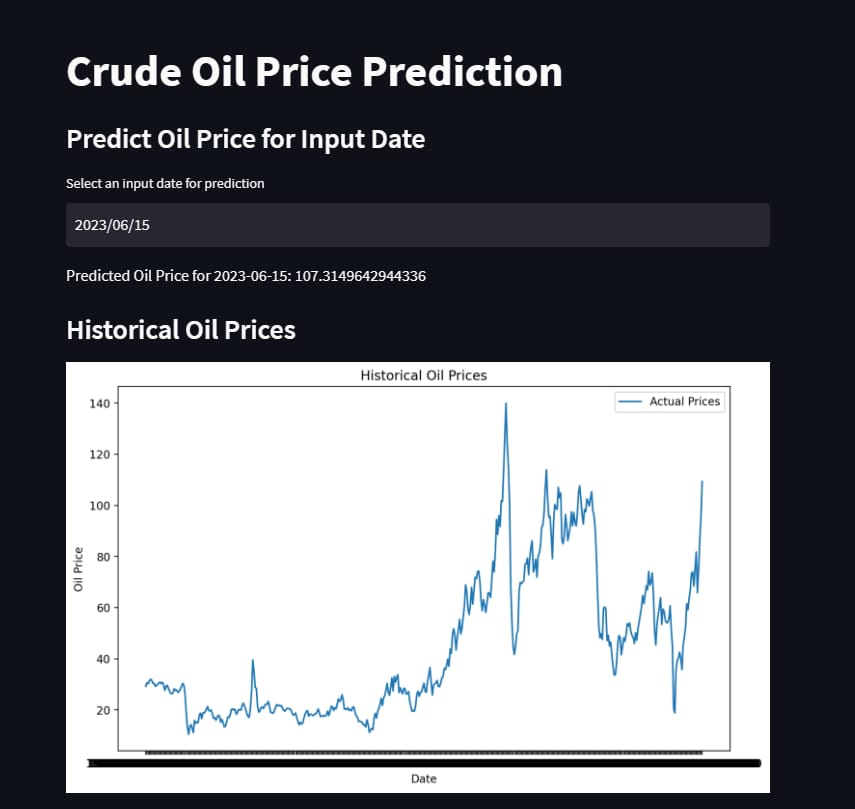 Crude Oil Price Prediction
Predict Oil Price for Input Date
Select an input date for prediction
2023/06/15
Predicted Oil Price for 2023-06-15: 107.3149642944336
Historical Oil Prices
Historical Oil Prices
Actual Prices
140
120
100
80
60
40
20
Oil Price
Date